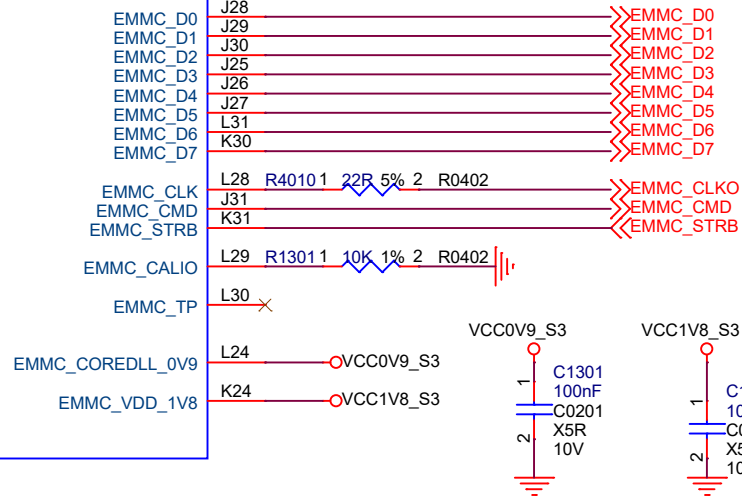 EMMC_D0 J28 EMMC_D0
EMMC_D1 J29 EMMC_D1
EMMC_D2 J30 EMMC_D2
EMMC_D3 J25 EMMC_D3
EMMC_D4 J26 EMMC_D4
EMMC_D5 J27 EMMC_D5
EMMC_D6 L31 EMMC_D6
EMMC_D7 K30 EMMC_D7
EMMC_CLK L28 R4010 1 22R 5% 2 R0402 EMMC_CLKO
EMMC_CMD J31 EMMC_CMD
EMMC_STRB K31 EMMC_STRB
EMMC_CALIO L29 R1301 1 10K 1% 2 R0402
EMMC_TP L30
EMMC_COREDLL_0V9 L24 VCC0V9_S3
EMMC_VDD_1V8 K24 VCC1V8_S3
VCC0V9_S3
1
C1301
100nF
C0201
X5R
10V
2
VCC1V8_S3
1
2